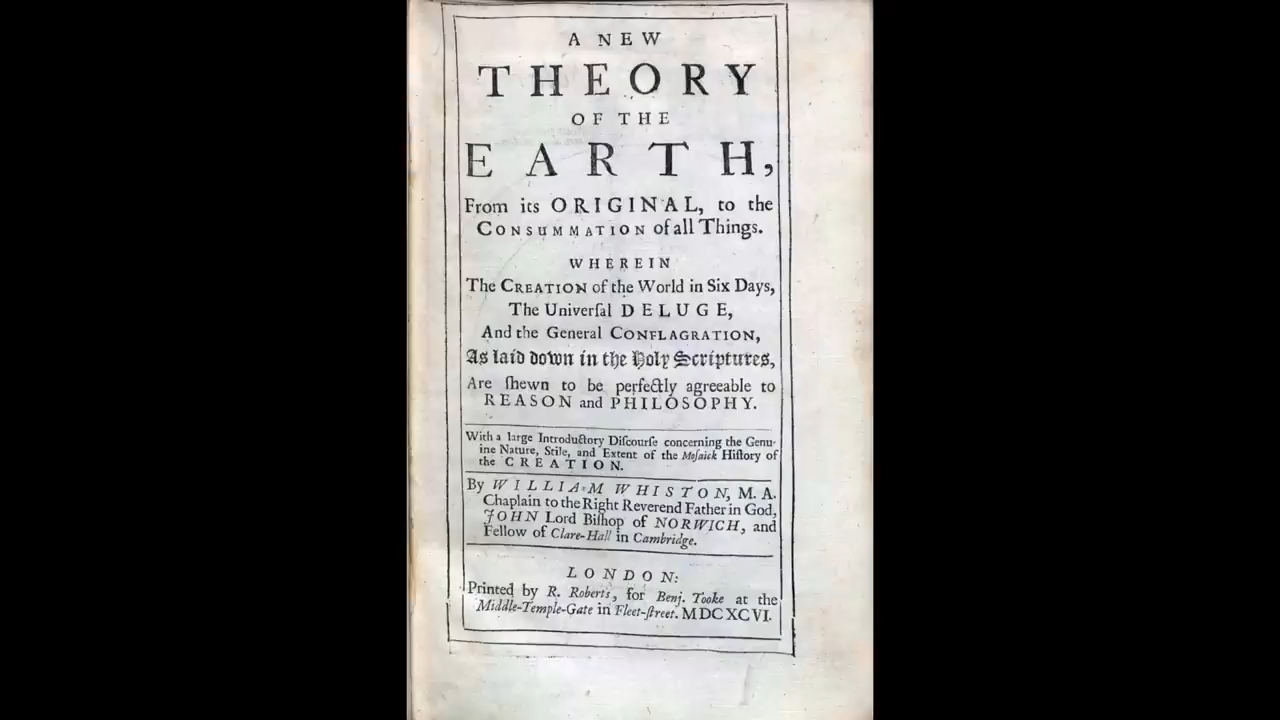 A NEW
THEORY
OF THE
EARTH,
From its ORIGINAL, to the
CONSUMMATION of all Things.
WHEREIN
The CREATION of the World in Six Days,
The Univerſal DELUGE,
And the General CONFLAGRATION,
As laid down in the Holy Scriptures,
Are ſhewn to be perfectly agreeable to
REASON and PHILOSOPHY.
With a large Introductory Diſcourſe concerning the Genu-
ine Nature, Stile, and Extent of the Moſaick Hiſtory of
the CREATION.
By WILLIAM WHISTON, M. A.
Chaplain to the Right Reverend Father in God,
JOHN Lord Biſhop of NORWICH, and
Fellow of Clare-Hall in Cambridge.
LONDON:
Printed by R. Roberts, for Benj. Tooke at the
Middle-Temple-Gate in Fleet-ſtreet. MDCXCVI.